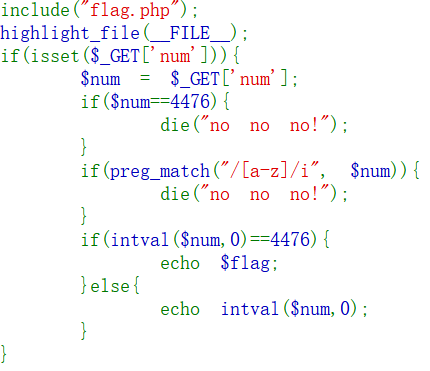 include("flag.php");
highlight_file(__FILE__);
if(isset($_GET['num'])){
        $num  =  $_GET['num'];
        if($num==4476){
                die("no  no  no!");
        }
        if(preg_match("/[a-z]/i",  $num)){
                die("no  no  no!");
        }
        if(intval($num,0)==4476){
                echo  $flag;
        }else{
                echo  intval($num,0);
        }
}